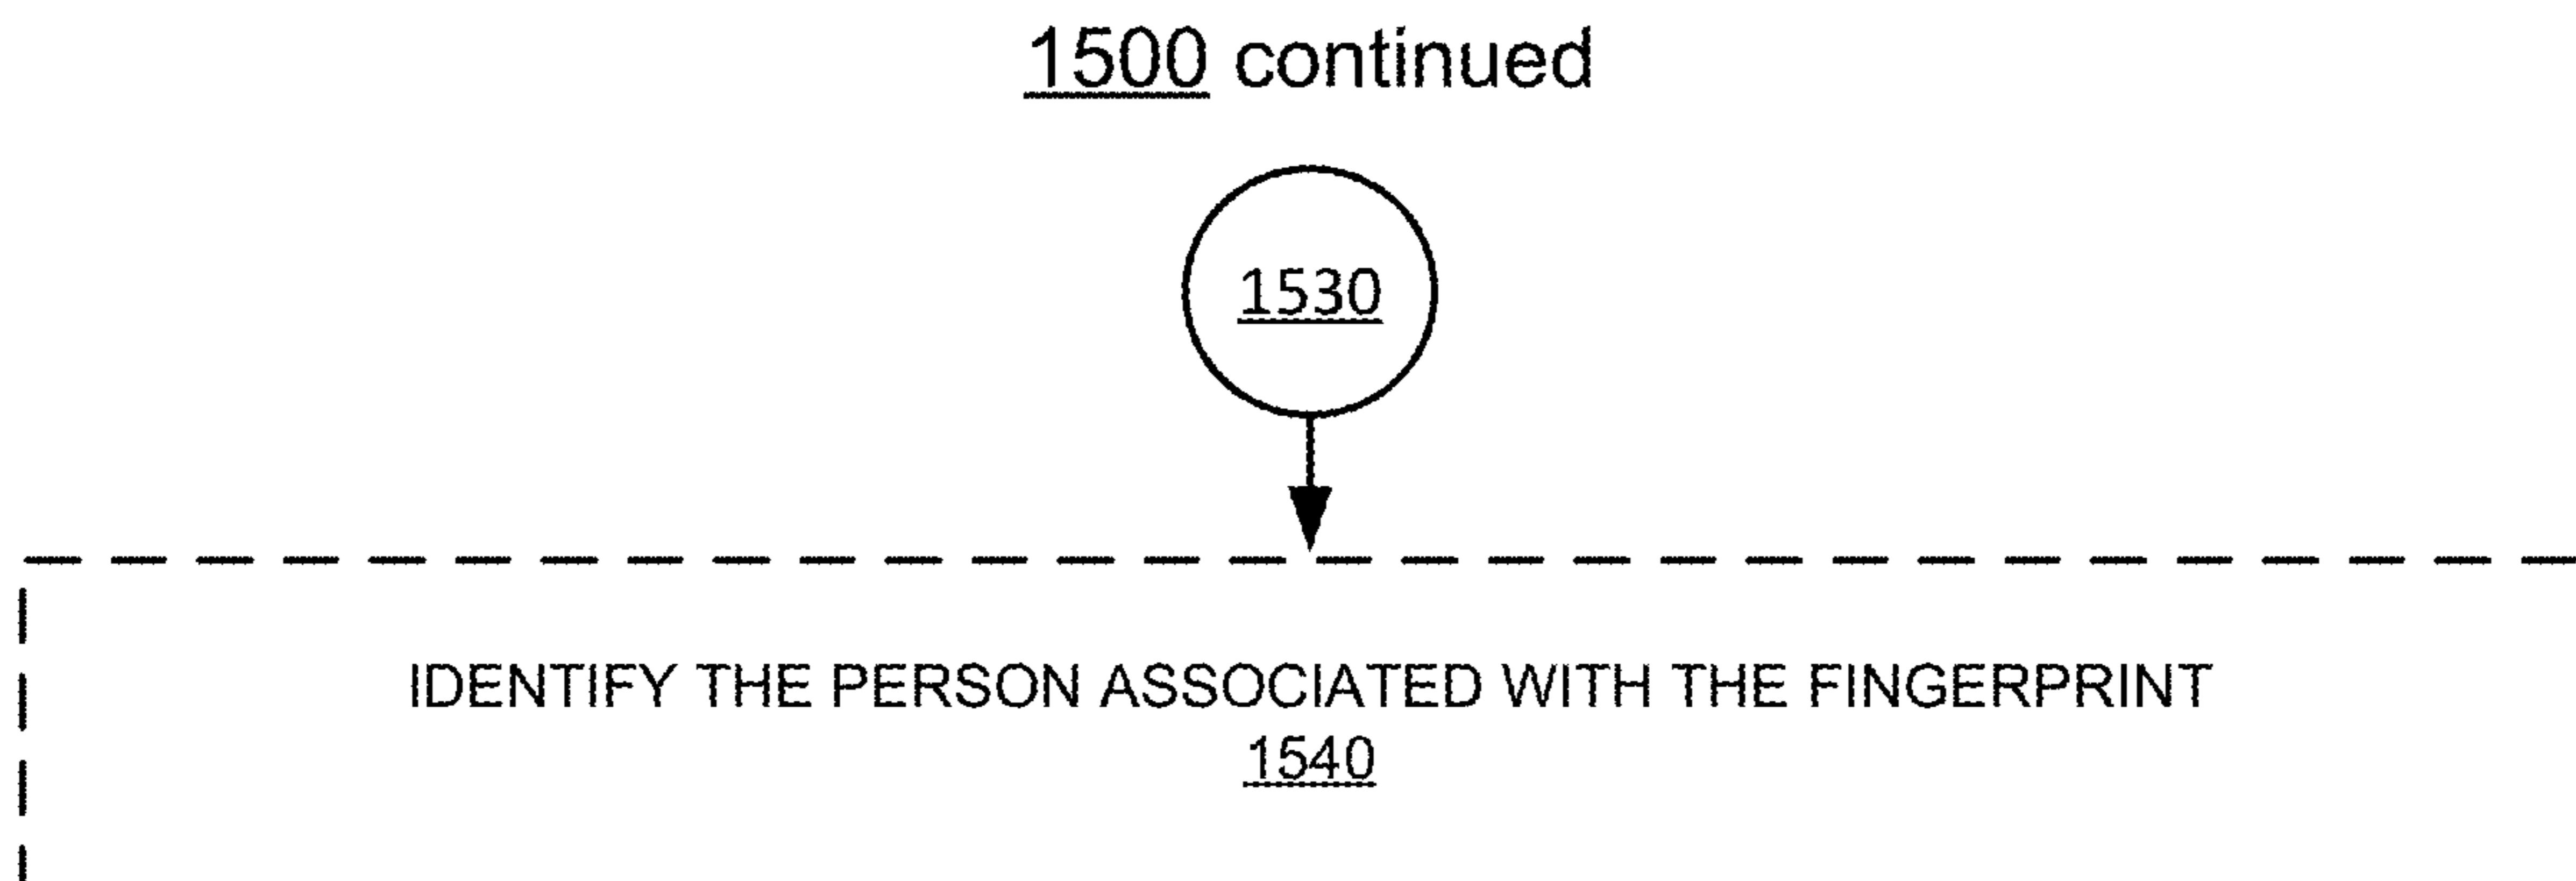 1500 continued
1530
IDENTIFY THE PERSON ASSOCIATED WITH THE FINGERPRINT
1540